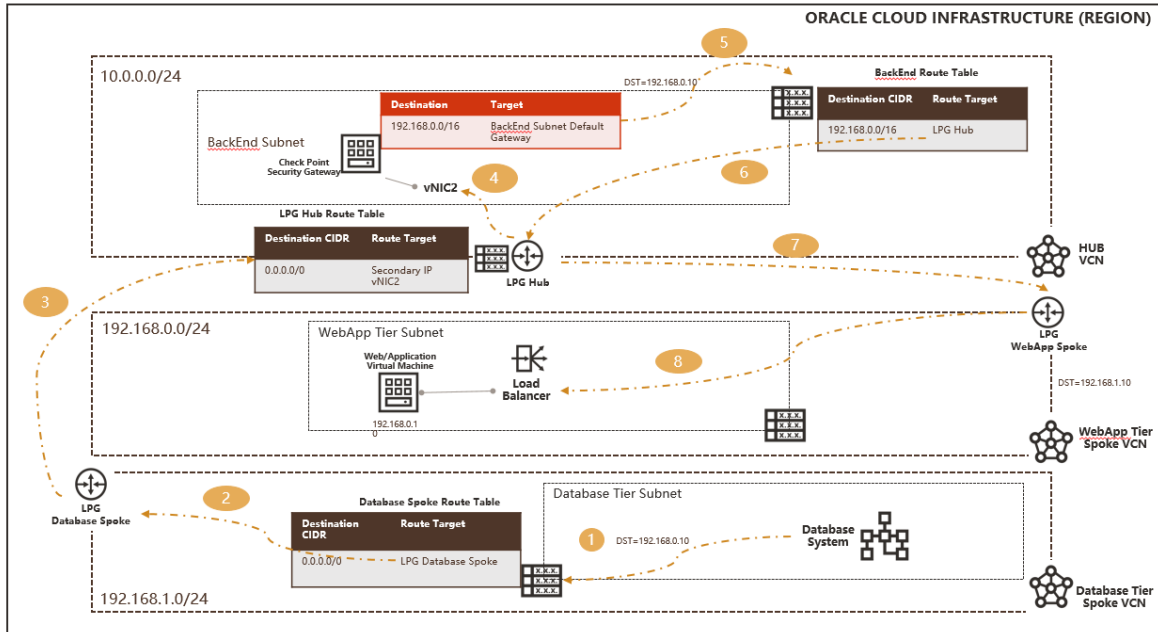 ORACLE CLOUD INFRASTRUCTURE (REGION)
10.0.0.0/24
5
DST=192.168.0.10
BackEnd Route Table
Destination Target
192.168.0.0/16 BackEnd Subnet Default
Gateway
Destination CIDR Route Target
192.168.0.0/16 LPG Hub
BackEnd Subnet
Check Point
Security Gateway
vNIC2
4
6
LPG Hub Route Table
Destination CIDR Route Target
0.0.0.0/0 Secondary IP
vNIC2
LPG Hub
7
HUB
VCN
3
192.168.0.0/24
WebApp Tier Subnet
Web/Application
Virtual Machine
Load
Balancer
192.168.0.1
0
8
LPG
WebApp Spoke
DST=192.168.1.10
WebApp Tier
Spoke VCN
LPG
Database Spoke
2
Database Spoke Route Table
Destination
CIDR
Route Target
0.0.0.0/0 LPG Database Spoke
Database Tier Subnet
1
DST=192.168.0.10
Database
System
192.168.1.0/24
Database Tier
Spoke VCN
X.X.X.
X.X.X.
X.X.X.
X.X.X.
X.X.X.
X.X.X.
X.X.X.
X.X.X.
X.X.X.
X.X.X.
X.X.X.
X.X.X.